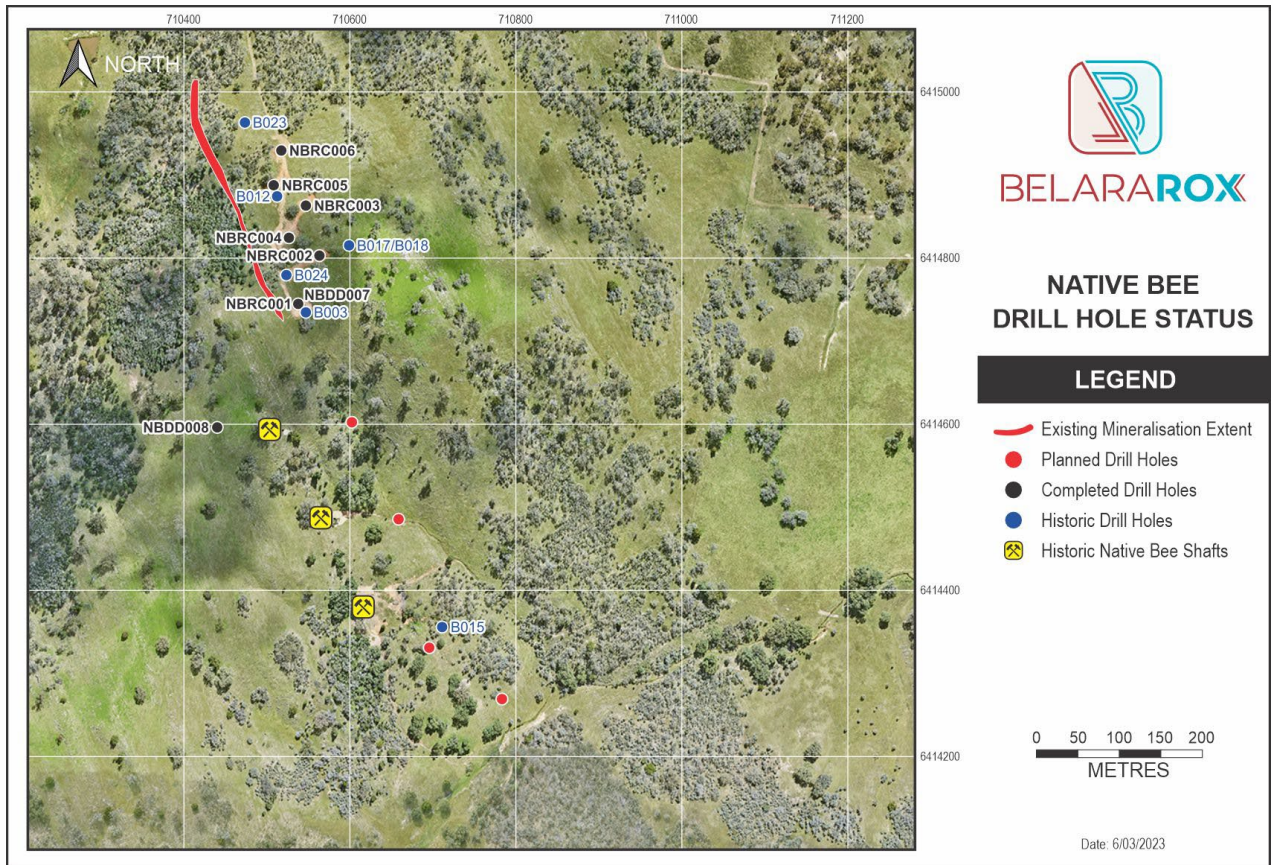 710400
710600
710800
711000
711200
NORTH
6415000
B023
NBRC006
NBRC005
B012
NBRC003
NBRC004
B017/B018
NBRC002
6414800
B024
NBDD007
NBRC001
B003
NBDD008
6414600
6414400
B015
6414200
BELARAROX
NATIVE BEE
DRILL HOLE STATUS
LEGEND
Existing Mineralisation Extent
Planned Drill Holes
Completed Drill Holes
Historic Drill Holes
Historic Native Bee Shafts
0 50 100 150 200
METRES
Date: 6/03/2023